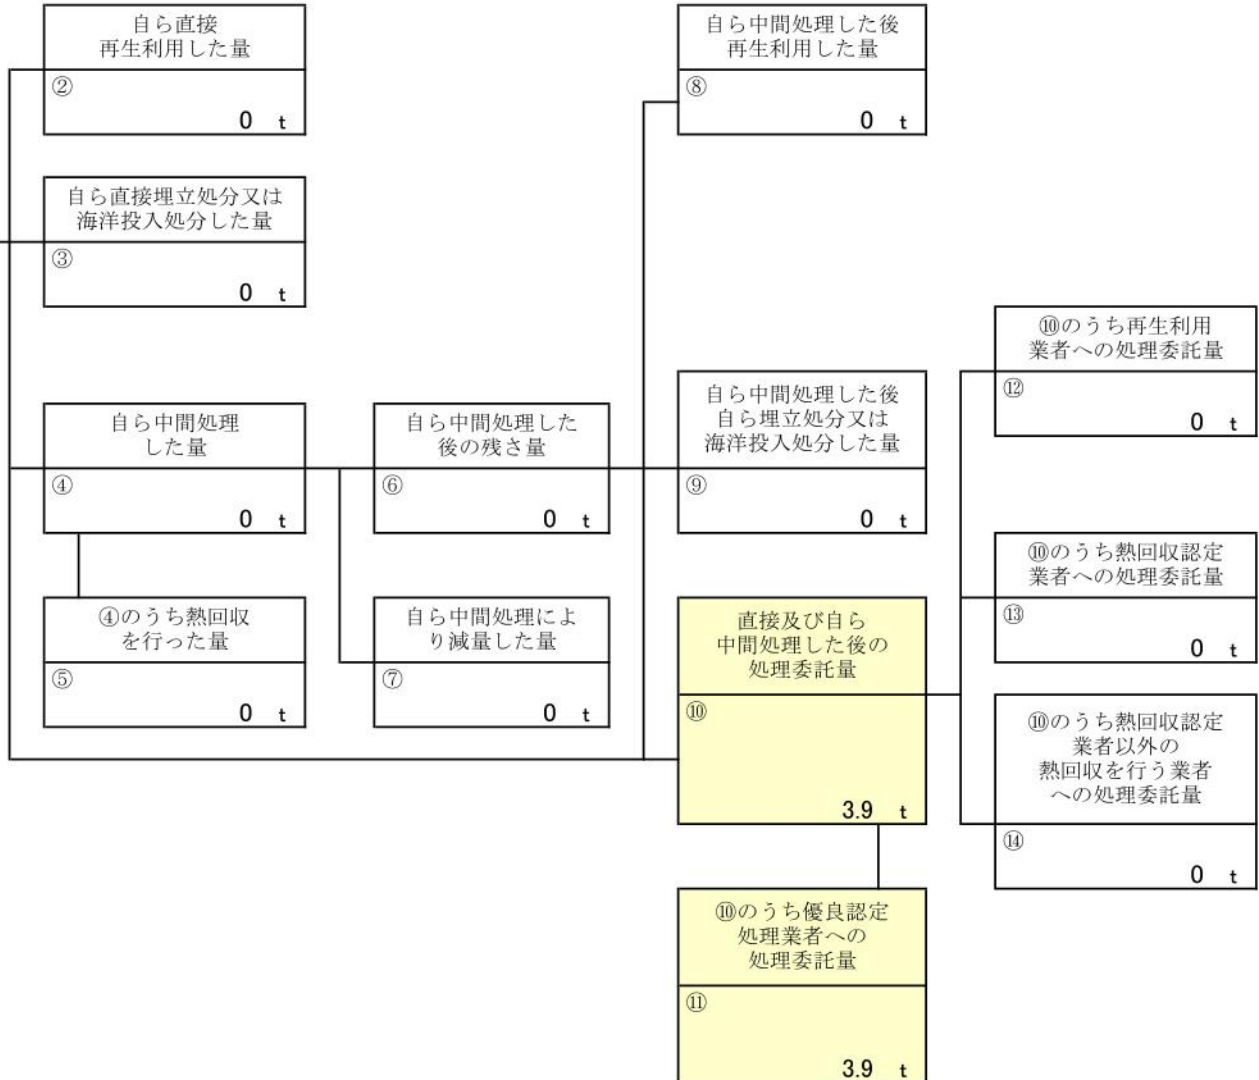 自ら直接
再生利用した量
②
0 t
自ら中間処理した後
再生利用した量
⑧
0 t
自ら直接埋立処分又は
海洋投入処分した量
③
0 t
⑩のうち再生利用
業者への処理委託量
⑫
0 t
自ら中間処理
した量
④
0 t
自ら中間処理した
後の残さ量
⑥
0 t
自ら中間処理した後
自ら埋立処分又は
海洋投入処分した量
⑨
0 t
⑩のうち熱回収認定
業者への処理委託量
⑬
0 t
④のうち熱回収
を行った量
⑤
0 t
自ら中間処理によ
り減量した量
⑦
0 t
直接及び自ら
中間処理した後の
処理委託量
⑩
3.9 t
⑩のうち熱回収認定
業者以外の
熱回収を行う業者
への処理委託量
⑭
0 t
⑩のうち優良認定
処理業者への
処理委託量
⑪
3.9 t